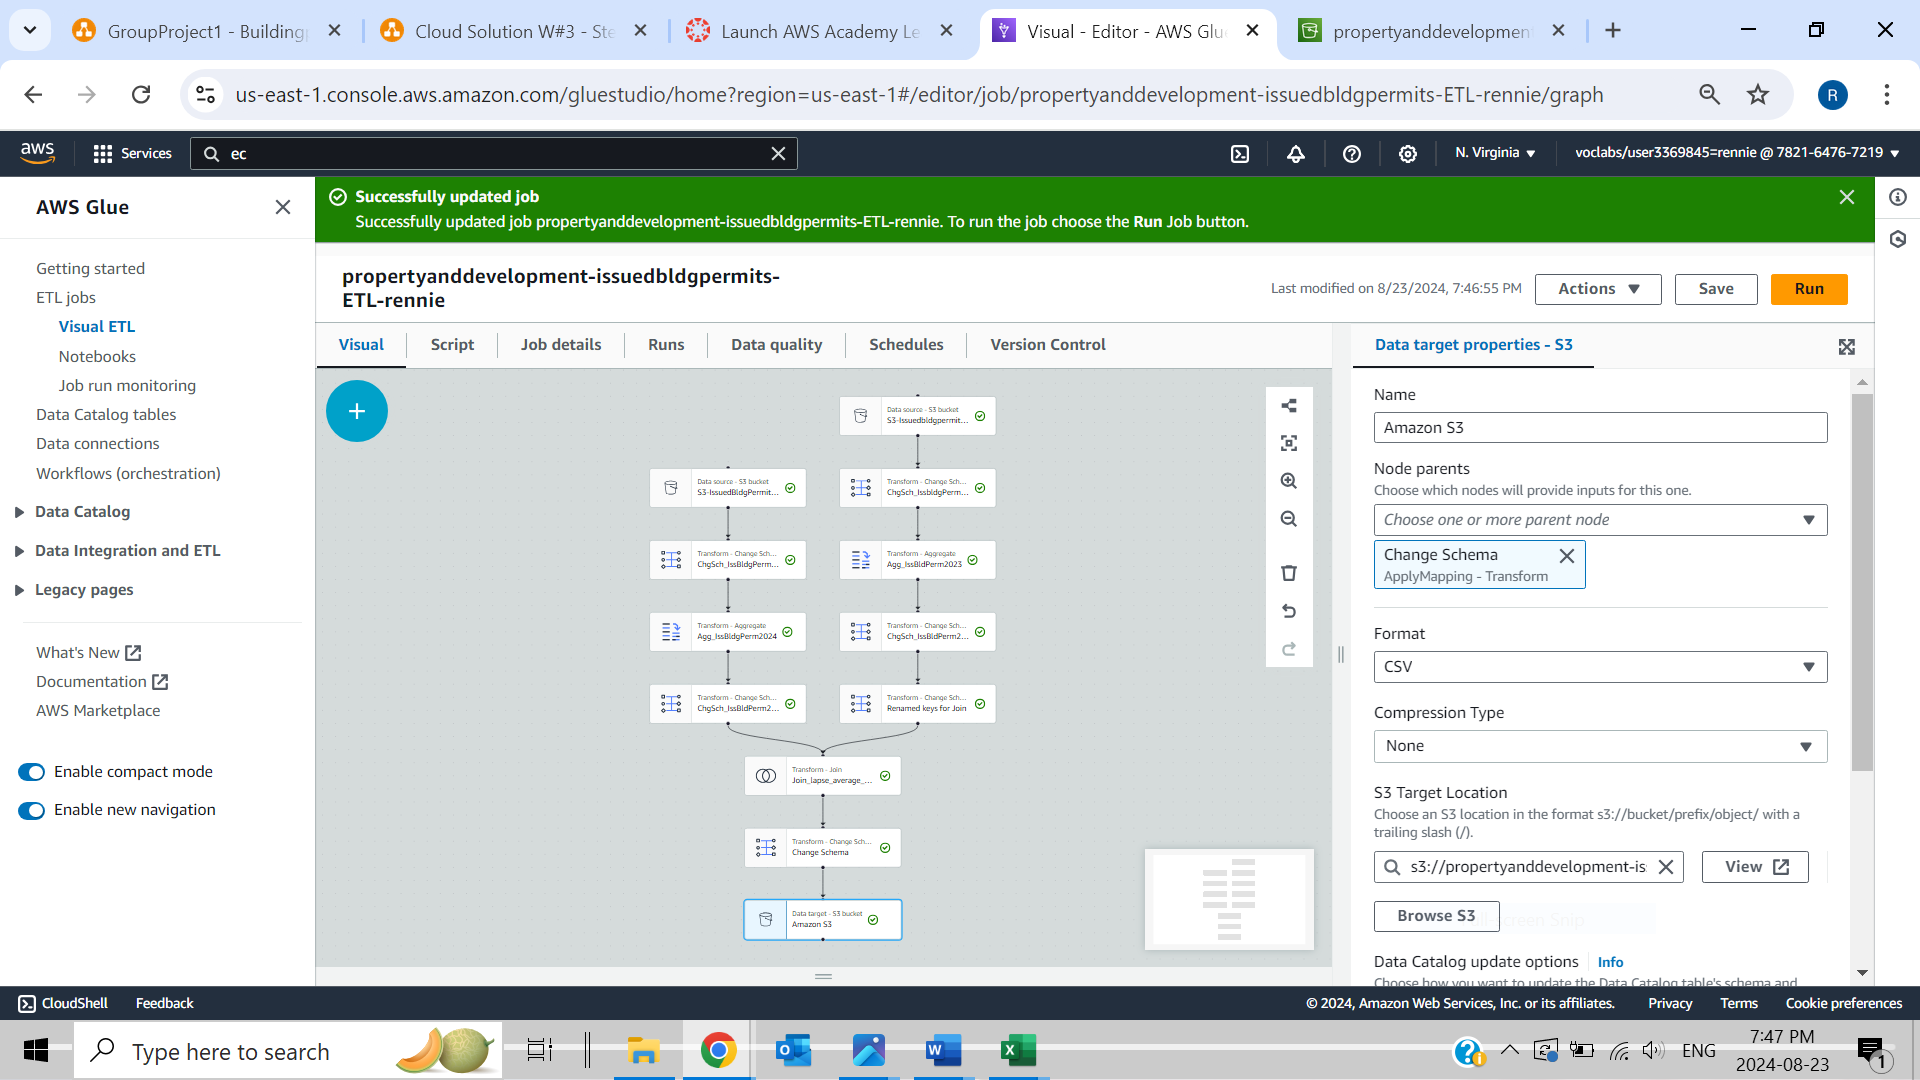 GroupProject1 - Building
Cloud Solution W#3 - Ste
Launch AWS Academy Le
Visual - Editor - AWS Glu
propertyanddevelopment
us-east-1.console.aws.amazon.com/gluestudio/home?region=us-east-1#/editor/job/propertyanddevelopment-issuedbldgpermits-ETL-rennie/graph
R
aws
Services
ec
N. Virginia
voclabs/user3369845=rennie @ 7821-6476-7219
AWS Glue
Getting started
ETL jobs
Visual ETL
Notebooks
Job run monitoring
Data Catalog tables
Data connections
Workflows (orchestration)
Data Catalog
Data Integration and ETL
Legacy pages
What's New
Documentation
AWS Marketplace
Enable compact mode
Enable new navigation
Successfully updated job
Successfully updated job propertyanddevelopment-issuedbldgpermits-ETL-rennie. To run the job choose the Run Job button.
propertyanddevelopment-issuedbldgpermits-
ETL-rennie
Last modified on 8/23/2024, 7:46:55 PM
Actions
Save
Run
Visual
Script
Job details
Runs
Data quality
Schedules
Version Control
Data source - S3 bucket
S3-Issuedbldgpermit...
Data source - S3 bucket
S3-IssuedBldgPermit...
Transform - Change Sch...
ChgSch_IssbldgPerm...
Transform - Change Sch...
ChgSch_IssBldgPerm...
Transform - Aggregate
Agg_IssBldPerm2023
Transform - Aggregate
Agg_IssBldgPerm2024
Transform - Change Sch...
ChgSch_IssBldPerm2...
Transform - Change Sch...
ChgSch_IssBldPerm2...
Transform - Change Sch...
Renamed keys for Join
Transform - Join
Join_lapse_average_...
Transform - Change Sch...
Change Schema
Data target - S3 bucket
Amazon S3
Data target properties - S3
Name
Amazon S3
Node parents
Choose which nodes will provide inputs for this one.
Choose one or more parent node
Change Schema
ApplyMapping - Transform
Format
CSV
Compression Type
None
S3 Target Location
Choose an S3 location in the format s3://bucket/prefix/object/ with a
trailing slash (/).
s3://propertyanddevelopment-is
View
Browse S3
Data Catalog update options
Info
Choose how you want to update the Data Catalog table's schema and
CloudShell
Feedback
© 2024, Amazon Web Services, Inc. or its affiliates.
Privacy
Terms
Cookie preferences
Type here to search
ENG
7:47 PM
2024-08-23
1